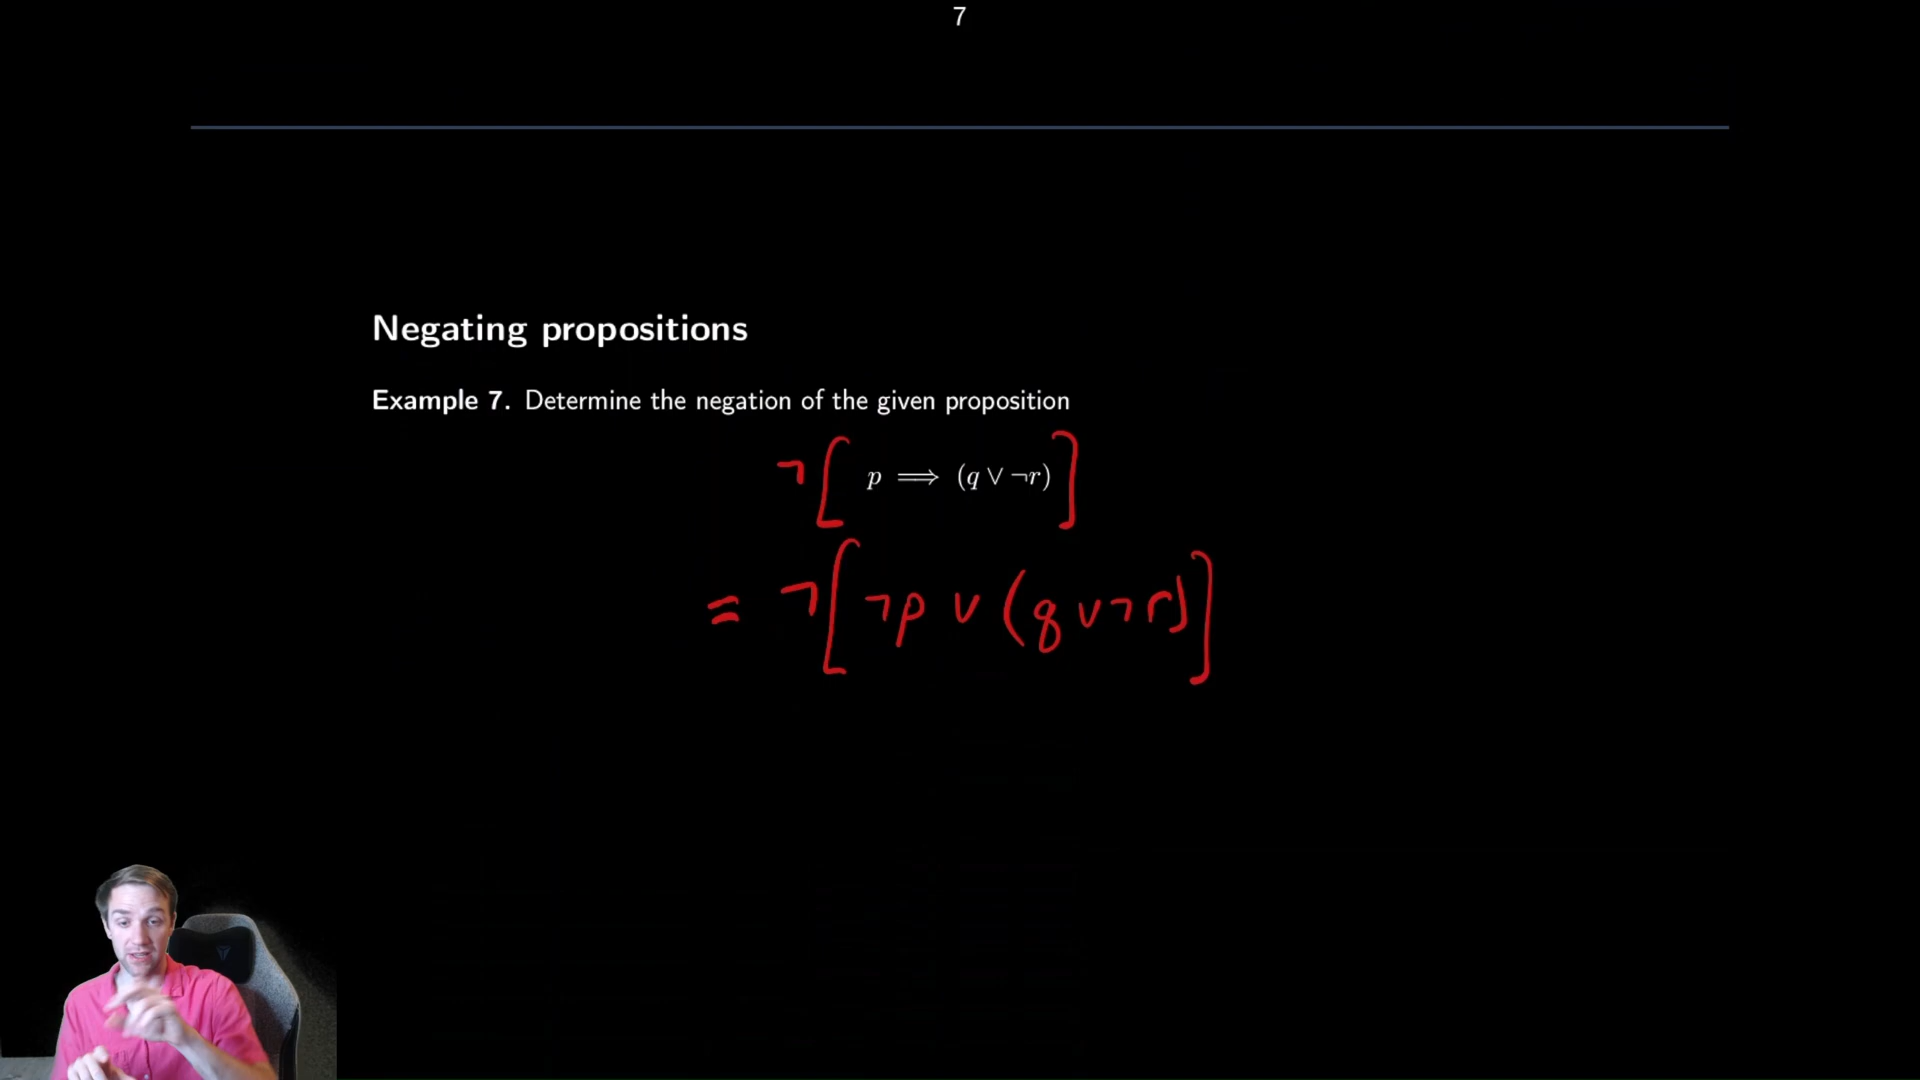 7
Negating propositions
Example 7. Determine the negation of the given proposition
¬[ p ⟹ (q ∨ ¬r) ]
= ¬[ ¬p ∨ (q ∨ ¬r) ]